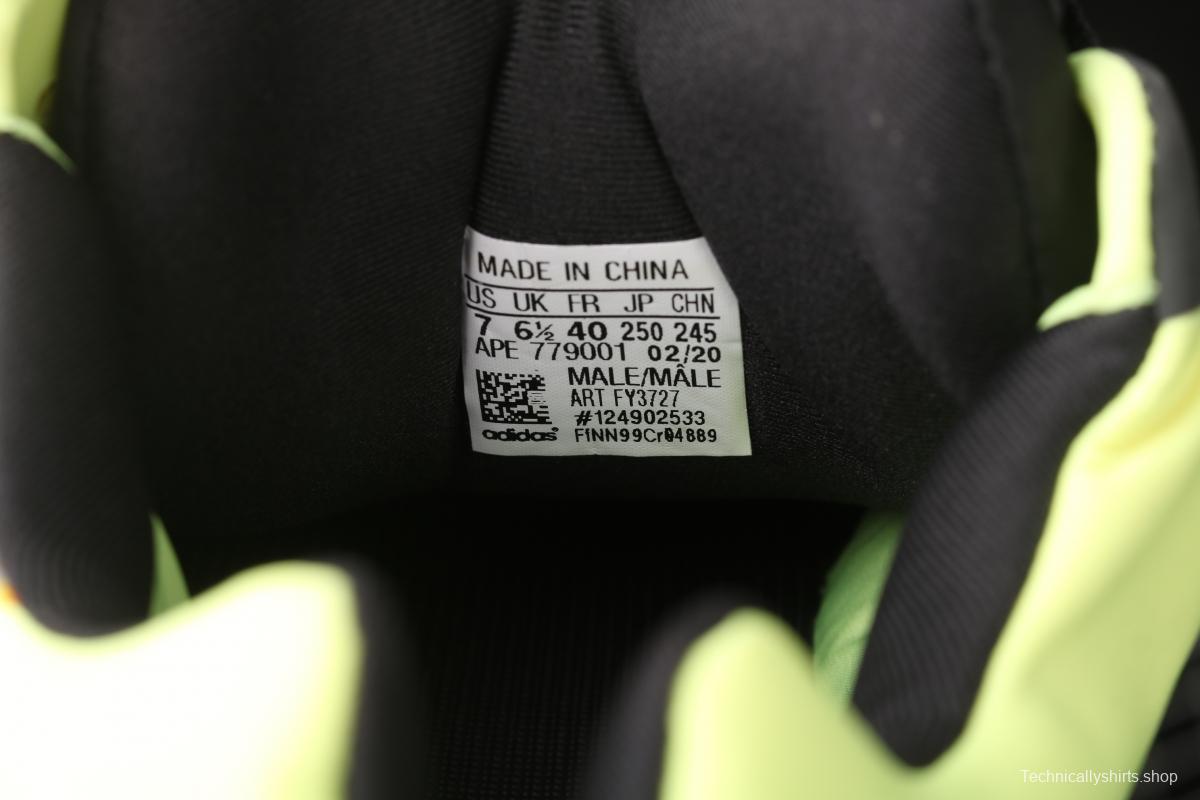 MADE IN CHINA
US UK FR JP CHN
7 6½ 40 250 245
APE 779001 02/20
MALE/MÂLE
ART FY3727
#124902533
adidas FINN99Cr04889
Technicallyshirts.shop